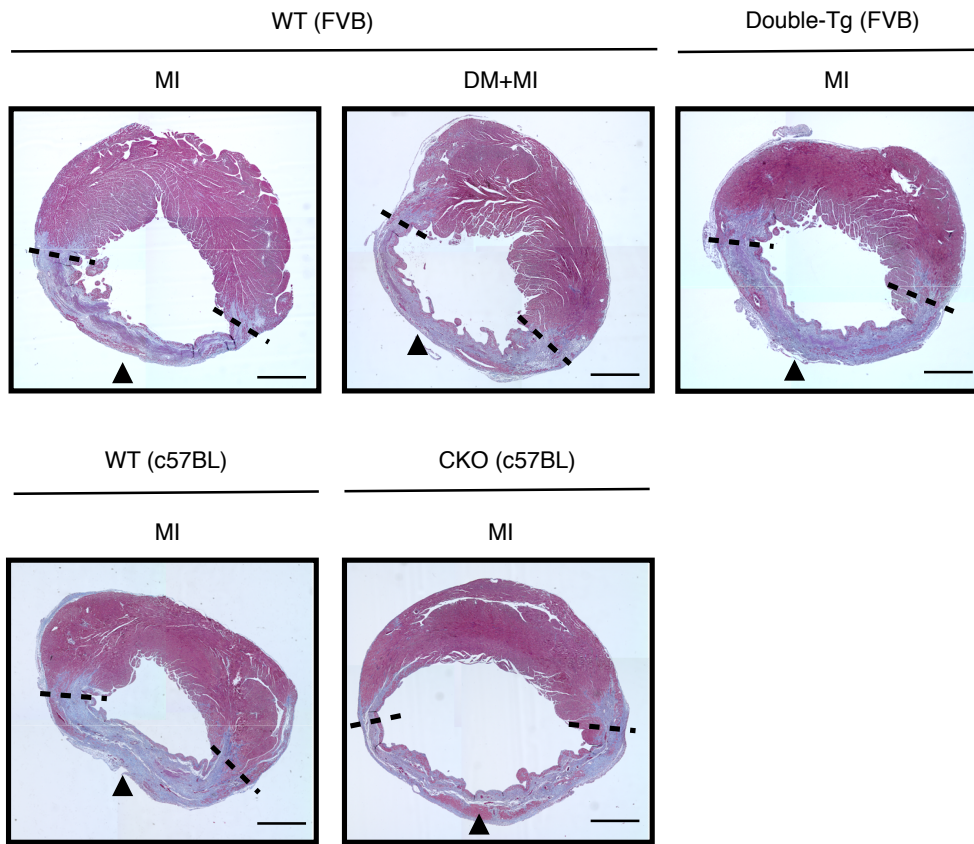 WT (FVB)
Double-Tg (FVB)
MI
DM+MI
MI
WT (c57BL)
CKO (c57BL)
MI
MI